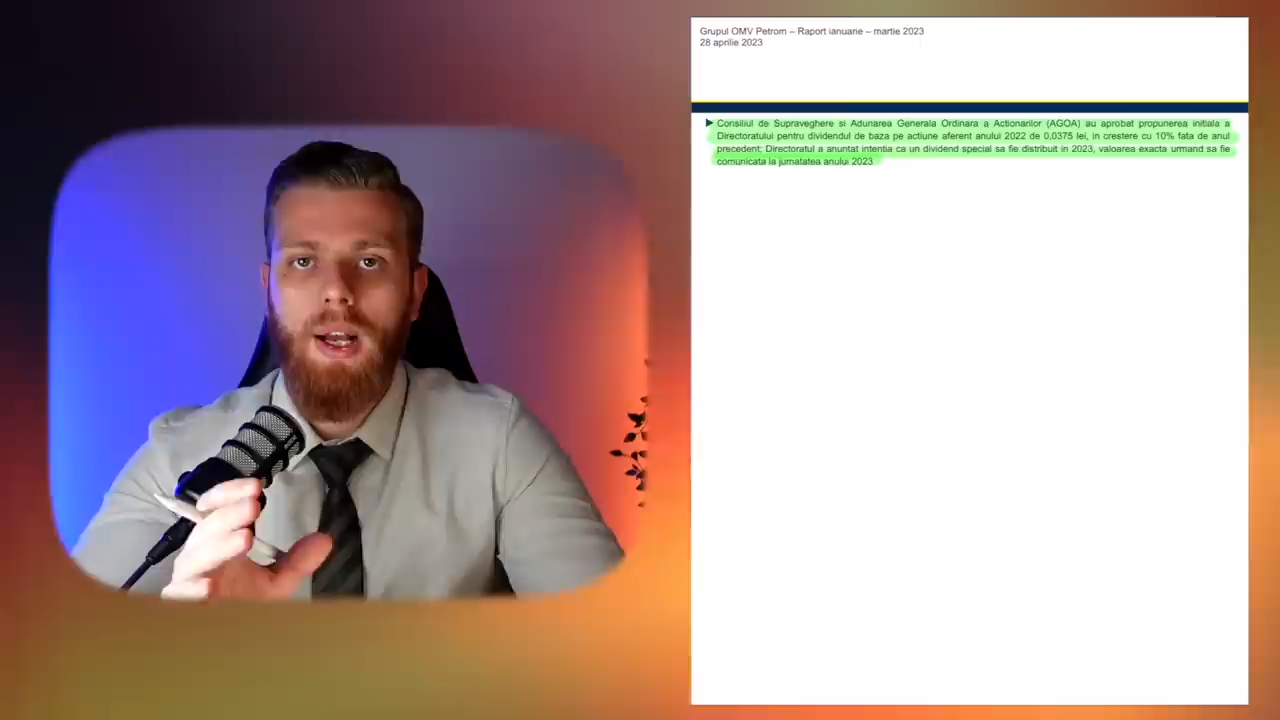 Grupul OMV Petrom – Raport ianuarie – martie 2023
28 aprilie 2023
Consiliul de Supraveghere si Adunarea Generala Ordinara a Actionarilor (AGOA) au aprobat propunerea initiala a
Directoratului pentru dividendul de baza pe actiune aferent anului 2022 de 0,0375 lei, in crestere cu 10% fata de anul
precedent; Directoratul a anuntat intentia ca un dividend special sa fie distribuit in 2023, valoarea exacta urmand sa fie
comunicata la jumatatea anului 2023